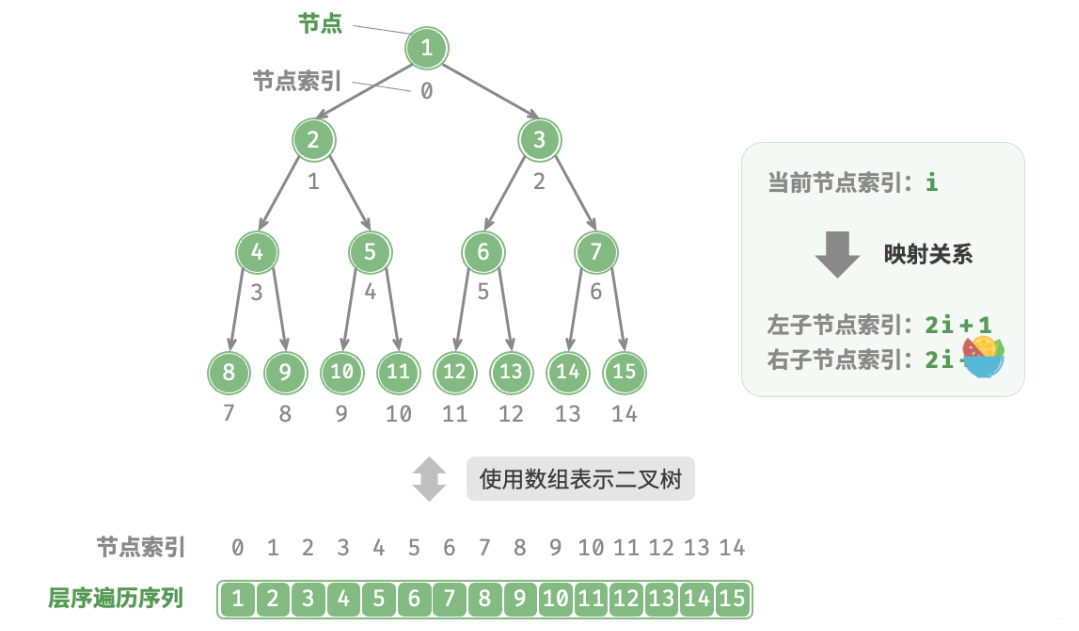 节点
1
节点索引
0
2 3
1 2
当前节点索引：i
4 5 6 7
映射关系
3 4 5 6
左子节点索引：2i+1
右子节点索引：2i
8 9 10 11 12 13 14 15
7 8 9 10 11 12 13 14
使用数组表示二叉树
节点索引 0 1 2 3 4 5 6 7 8 9 10 11 12 13 14
层序遍历序列 1 2 3 4 5 6 7 8 9 10 11 12 13 14 15